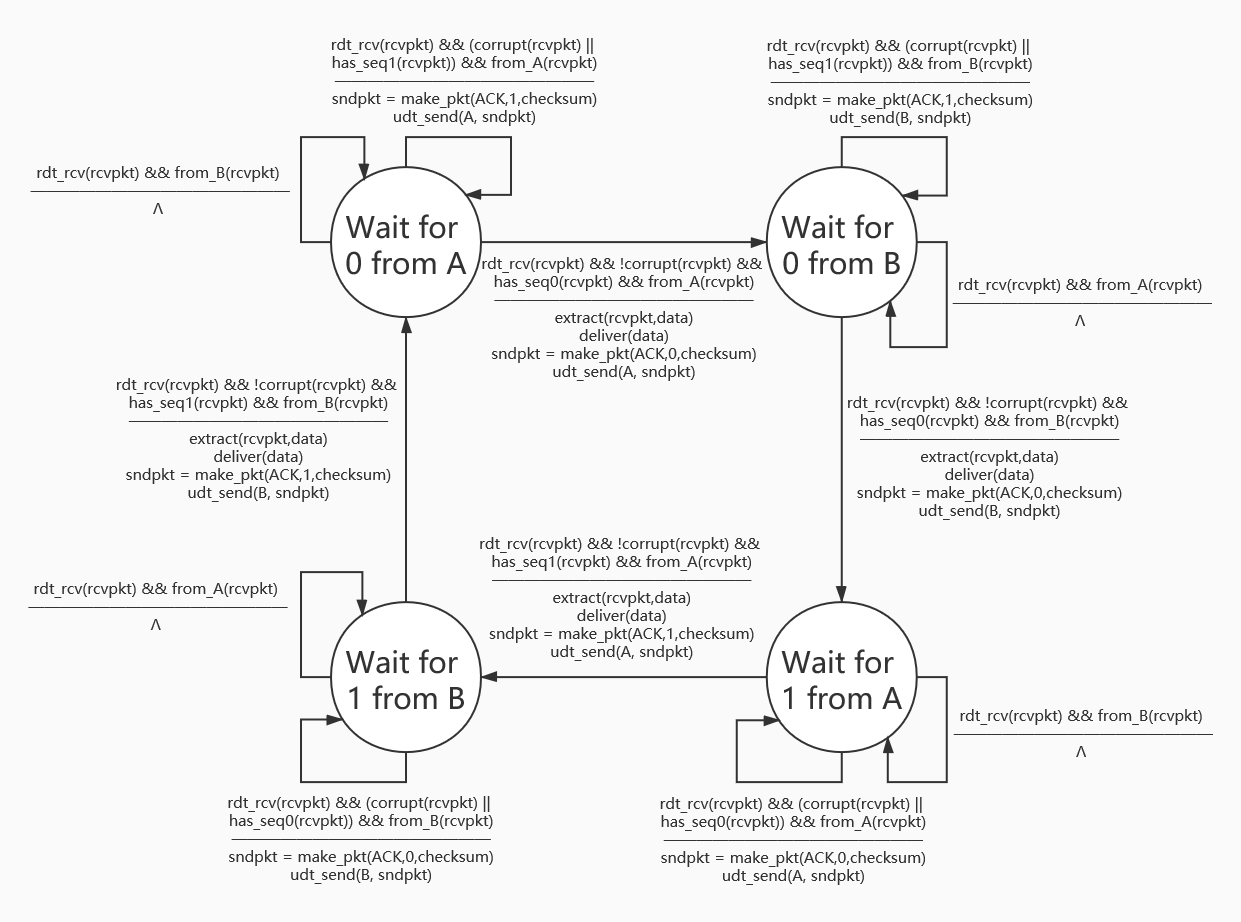 rdt_rcv(rcvpkt) && (corrupt(rcvpkt) ||
has_seq1(rcvpkt)) && from_A(rcvpkt)
sndpkt = make_pkt(ACK,1,checksum)
udt_send(A, sndpkt)
rdt_rcv(rcvpkt) && (corrupt(rcvpkt) ||
has_seq1(rcvpkt)) && from_B(rcvpkt)
sndpkt = make_pkt(ACK,1,checksum)
udt_send(B, sndpkt)
rdt_rcv(rcvpkt) && from_B(rcvpkt)
Λ
Wait for
0 from A
rdt_rcv(rcvpkt) && !corrupt(rcvpkt) &&
has_seq0(rcvpkt) && from_A(rcvpkt)
extract(rcvpkt,data)
deliver(data)
sndpkt = make_pkt(ACK,0,checksum)
udt_send(A, sndpkt)
Wait for
0 from B
rdt_rcv(rcvpkt) && from_A(rcvpkt)
Λ
rdt_rcv(rcvpkt) && !corrupt(rcvpkt) &&
has_seq1(rcvpkt) && from_B(rcvpkt)
extract(rcvpkt,data)
deliver(data)
sndpkt = make_pkt(ACK,1,checksum)
udt_send(B, sndpkt)
rdt_rcv(rcvpkt) && !corrupt(rcvpkt) &&
has_seq0(rcvpkt) && from_B(rcvpkt)
extract(rcvpkt,data)
deliver(data)
sndpkt = make_pkt(ACK,0,checksum)
udt_send(B, sndpkt)
rdt_rcv(rcvpkt) && !corrupt(rcvpkt) &&
has_seq1(rcvpkt) && from_A(rcvpkt)
extract(rcvpkt,data)
deliver(data)
sndpkt = make_pkt(ACK,1,checksum)
udt_send(A, sndpkt)
rdt_rcv(rcvpkt) && from_A(rcvpkt)
Λ
Wait for
1 from B
Wait for
1 from A
rdt_rcv(rcvpkt) && from_B(rcvpkt)
Λ
rdt_rcv(rcvpkt) && (corrupt(rcvpkt) ||
has_seq0(rcvpkt)) && from_B(rcvpkt)
sndpkt = make_pkt(ACK,0,checksum)
udt_send(B, sndpkt)
rdt_rcv(rcvpkt) && (corrupt(rcvpkt) ||
has_seq0(rcvpkt)) && from_A(rcvpkt)
sndpkt = make_pkt(ACK,0,checksum)
udt_send(A, sndpkt)